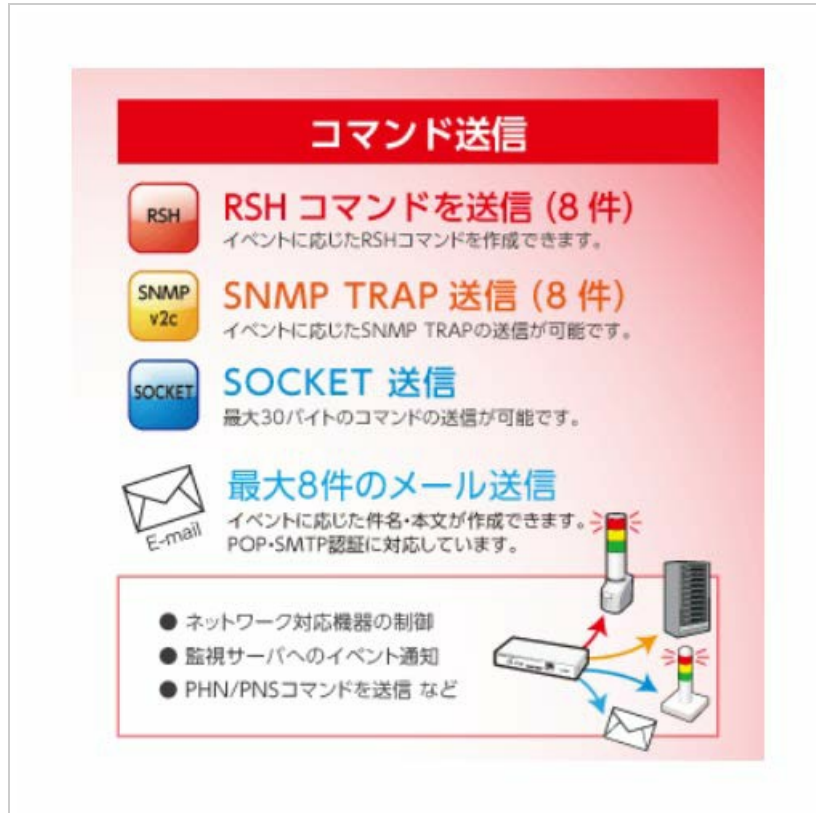 コマンド送信
RSH
RSH コマンドを送信 (8 件)
イベントに応じたRSHコマンドを作成できます。
SNMP
v2c
SNMP TRAP 送信 (8 件)
イベントに応じたSNMP TRAPの送信が可能です。
SOCKET
SOCKET 送信
最大30バイトのコマンドの送信が可能です。
E-mail
最大8件のメール送信
イベントに応じた件名・本文が作成できます。
POP・SMTP認証に対応しています。
● ネットワーク対応機器の制御
● 監視サーバへのイベント通知
● PHN/PNSコマンドを送信 など